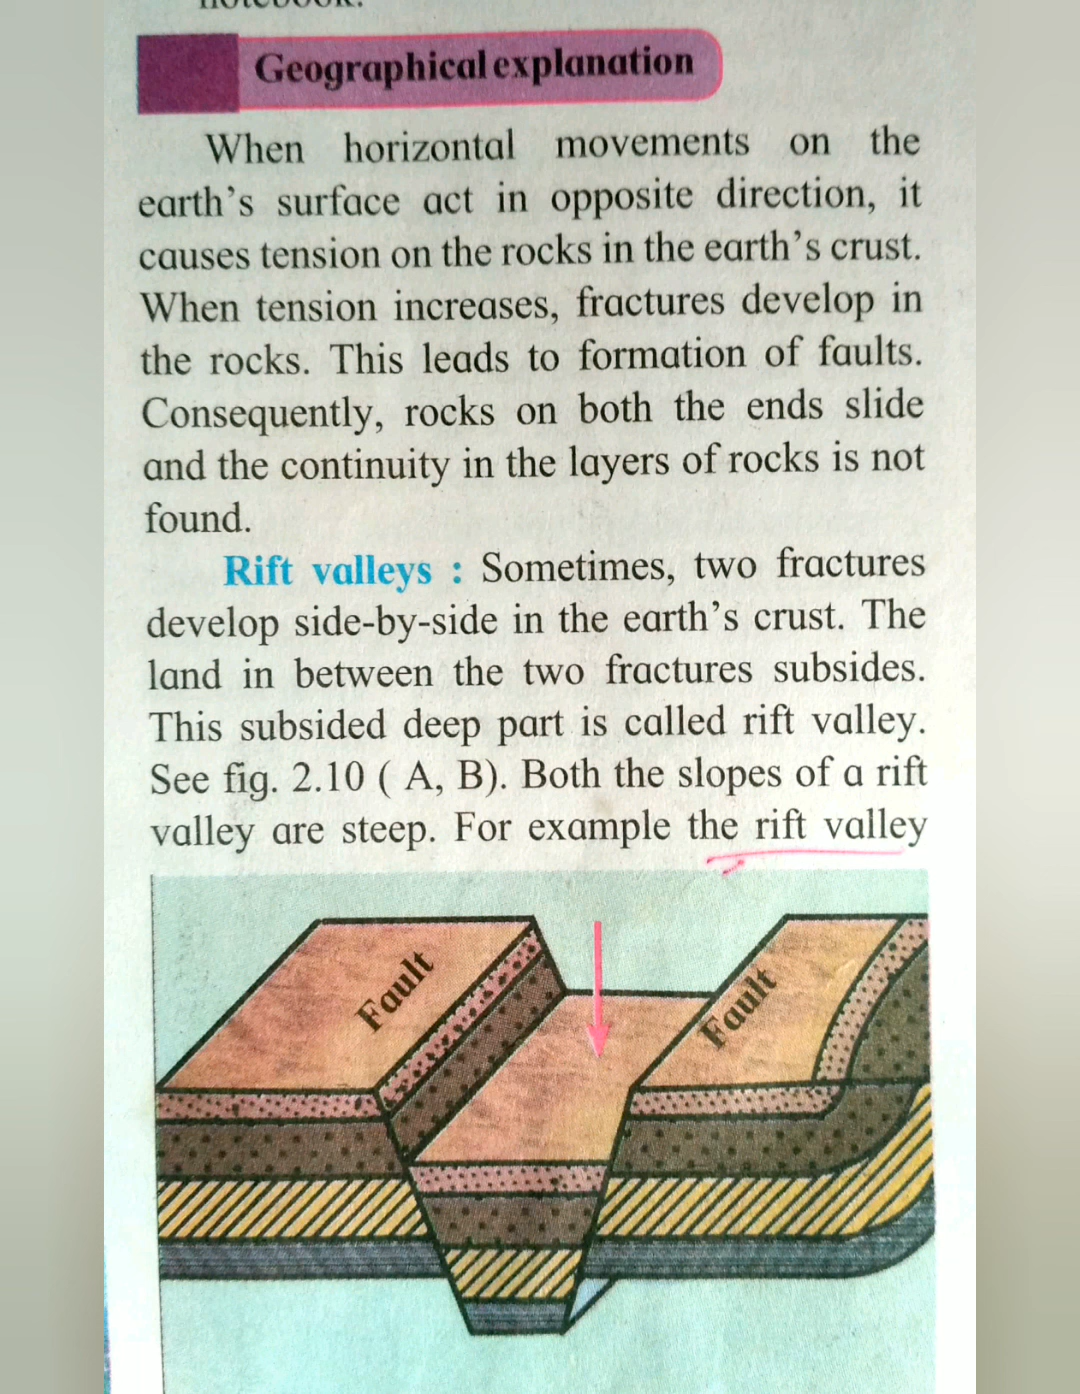 Geographical explanation
When horizontal movements on the
earth's surface act in opposite direction, it
causes tension on the rocks in the earth's crust.
When tension increases, fractures develop in
the rocks. This leads to formation of faults.
Consequently, rocks on both the ends slide
and the continuity in the layers of rocks is not
found.
Rift valleys : Sometimes, two fractures
develop side-by-side in the earth's crust. The
land in between the two fractures subsides.
This subsided deep part is called rift valley.
See fig. 2.10 ( A, B). Both the slopes of a rift
valley are steep. For example the rift valley
Fault
Fault